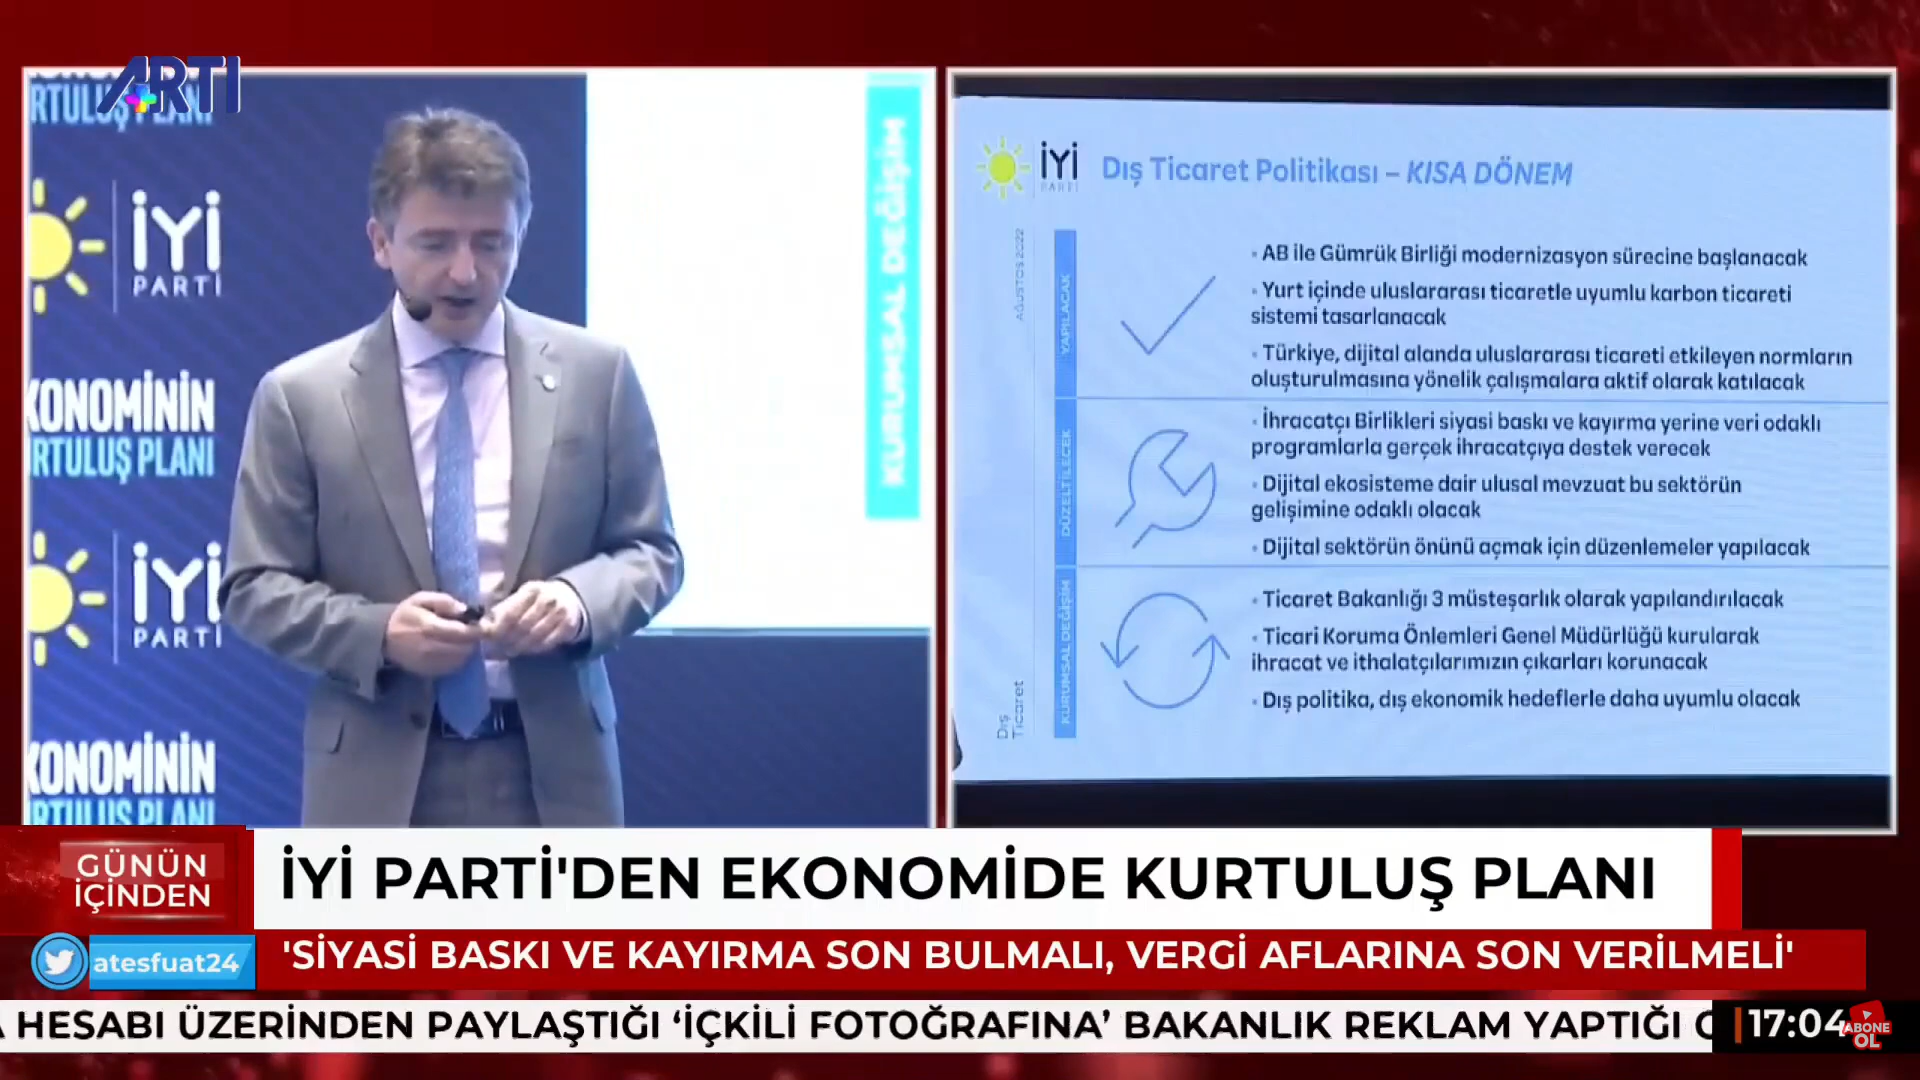 ARTI
RTULUŞ PLANI
İYİ
PARTİ
KONOMİNİN
RTULUŞ PLANI
İYİ
PARTİ
KONOMİNİN
RTULUŞ PLANI
KURUMSAL DEĞİŞİM
İYİ
PARTİ
Dış Ticaret Politikası – KISA DÖNEM
AĞUSTOS 2022
YAPILACAK
• AB ile Gümrük Birliği modernizasyon sürecine başlanacak
• Yurt içinde uluslararası ticaretle uyumlu karbon ticareti
sistemi tasarlanacak
• Türkiye, dijital alanda uluslararası ticareti etkileyen normların
oluşturulmasına yönelik çalışmalara aktif olarak katılacak
DÜZELTİLECEK
• İhracatçı Birlikleri siyasi baskı ve kayırma yerine veri odaklı
programlarla gerçek ihracatçıya destek verecek
• Dijital ekosisteme dair ulusal mevzuat bu sektörün
gelişimine odaklı olacak
• Dijital sektörün önünü açmak için düzenlemeler yapılacak
KURUMSAL DEĞİŞİM
• Ticaret Bakanlığı 3 müsteşarlık olarak yapılandırılacak
• Ticari Koruma Önlemleri Genel Müdürlüğü kurularak
ihracat ve ithalatçılarımızın çıkarları korunacak
• Dış politika, dış ekonomik hedeflerle daha uyumlu olacak
Dış
Ticaret
GÜNÜN
İÇİNDEN
İYİ PARTİ'DEN EKONOMİDE KURTULUŞ PLANI
atesfuat24
'SİYASİ BASKI VE KAYIRMA SON BULMALI, VERGİ AFLARINA SON VERİLMELİ'
HESABI ÜZERİNDEN PAYLAŞTIĞI ‘İÇKİLİ FOTOĞRAFINA’ BAKANLIK REKLAM YAPTIĞI
17:04
ABONE
OL